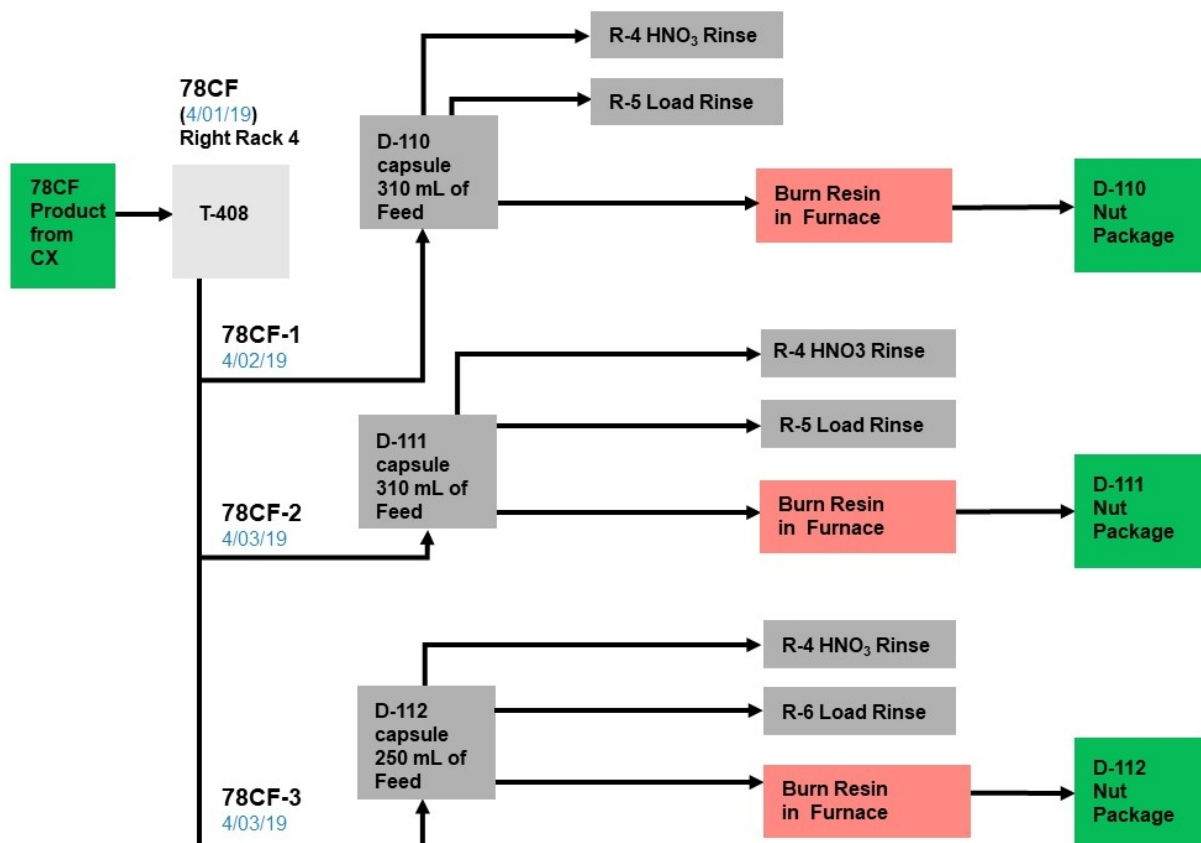 R-4 HNO₃ Rinse
78CF
(4/01/19)
Right Rack 4
R-5 Load Rinse
78CF
Product
from
CX
T-408
D-110
capsule
310 mL of
Feed
Burn Resin
in Furnace
D-110
Nut
Package
78CF-1
4/02/19
R-4 HNO3 Rinse
D-111
capsule
310 mL of
Feed
R-5 Load Rinse
Burn Resin
in Furnace
D-111
Nut
Package
78CF-2
4/03/19
R-4 HNO₃ Rinse
D-112
capsule
250 mL of
Feed
R-6 Load Rinse
Burn Resin
in Furnace
D-112
Nut
Package
78CF-3
4/03/19